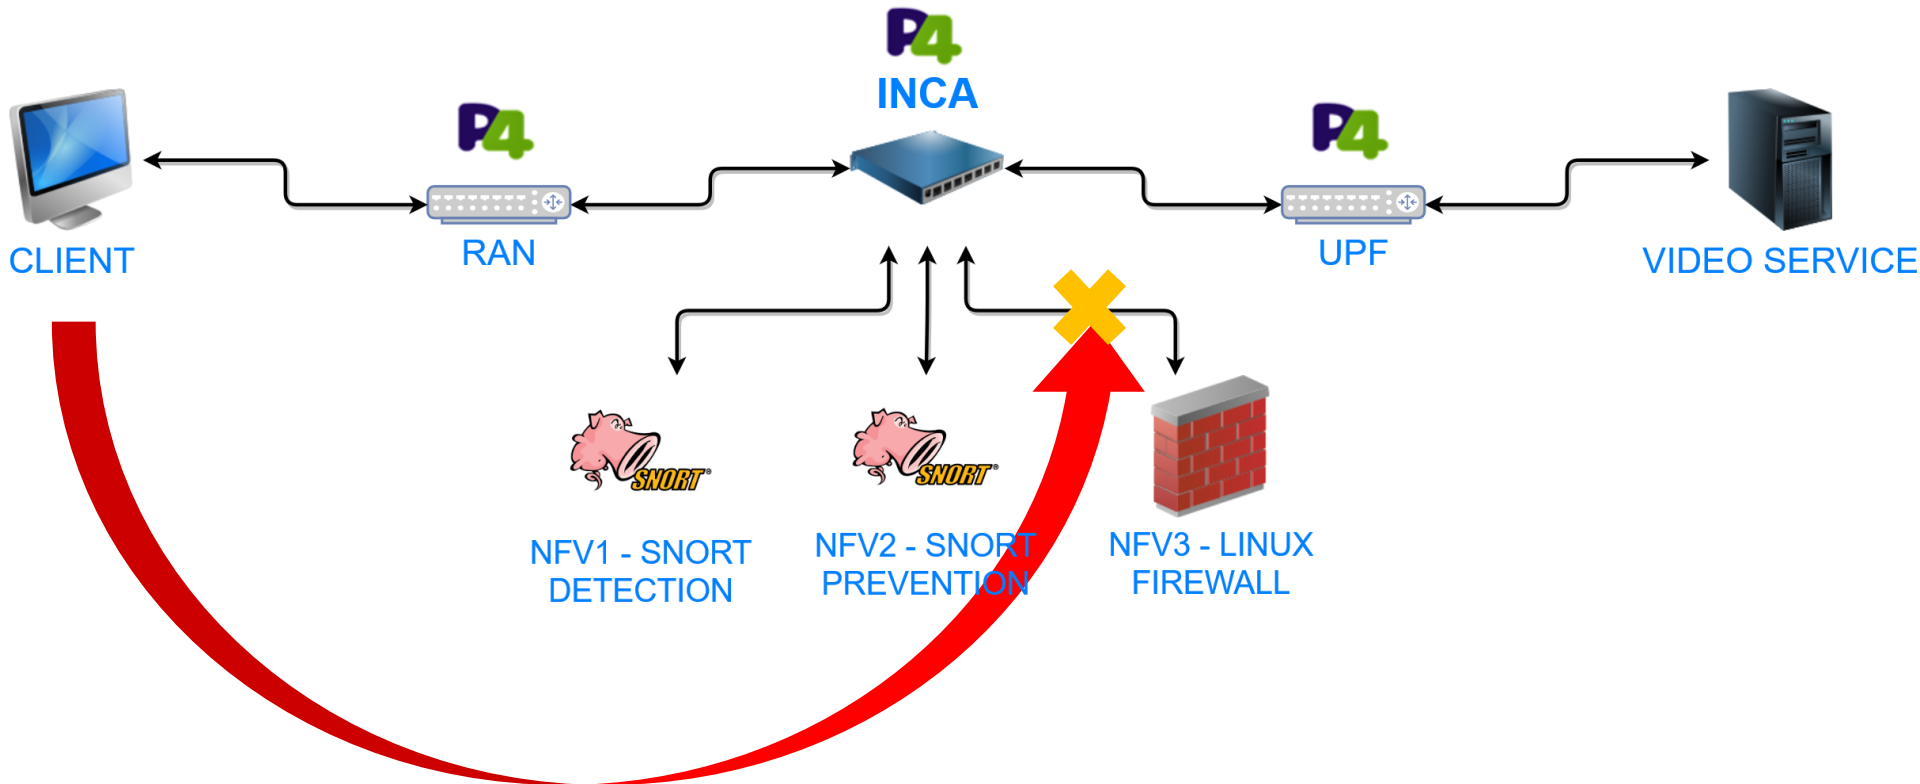 P4
INCA
P4
P4
CLIENT
RAN
UPF
VIDEO SERVICE
SNORT®
SNORT®
NFV1 - SNORT
DETECTION
NFV2 - SNORT
PREVENTION
NFV3 - LINUX
FIREWALL